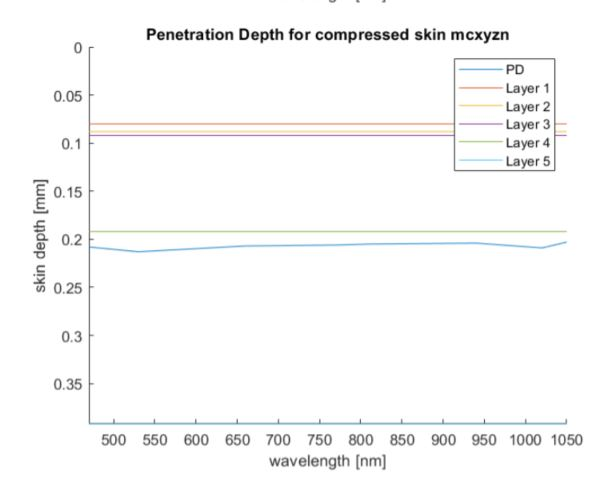 Penetration Depth for compressed skin mcxyzn
0
0.05
0.1
0.15
0.2
0.25
0.3
0.35
skin depth [mm]
PD
Layer 1
Layer 2
Layer 3
Layer 4
Layer 5
500 550 600 650 700 750 800 850 900 950 1000 1050
wavelength [nm]